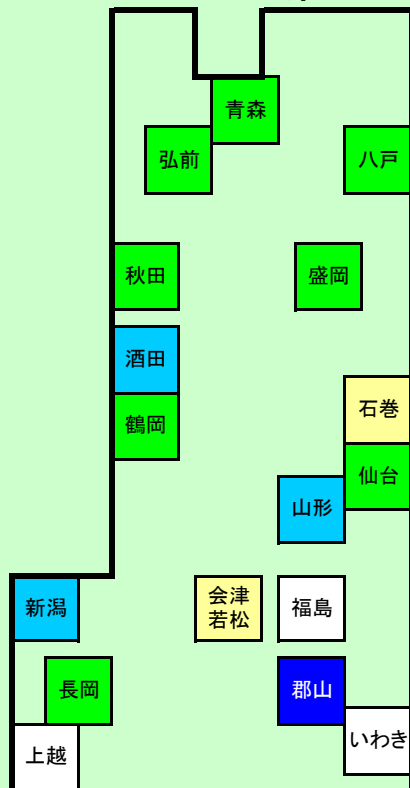 青森
弘前
八戸
秋田
盛岡
酒田
石巻
鶴岡
仙台
山形
新潟
会津
若松
福島
長岡
郡山
いわき
上越